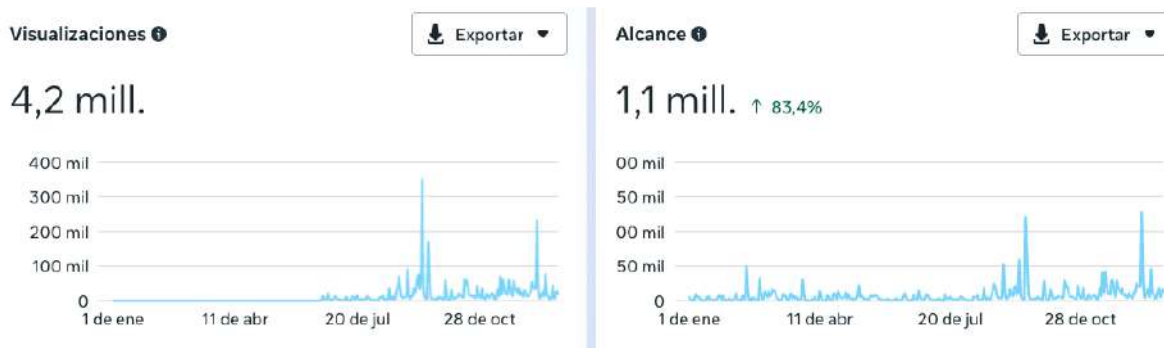 Visualizaciones
Exportar
4,2 mill.
400 mil
300 mil
200 mil
100 mil
0
1 de ene
11 de abr
20 de jul
28 de oct
Alcance
Exportar
1,1 mill. ↑ 83,4%
00 mil
50 mil
00 mil
50 mil
0
1 de ene
11 de abr
20 de jul
28 de oct